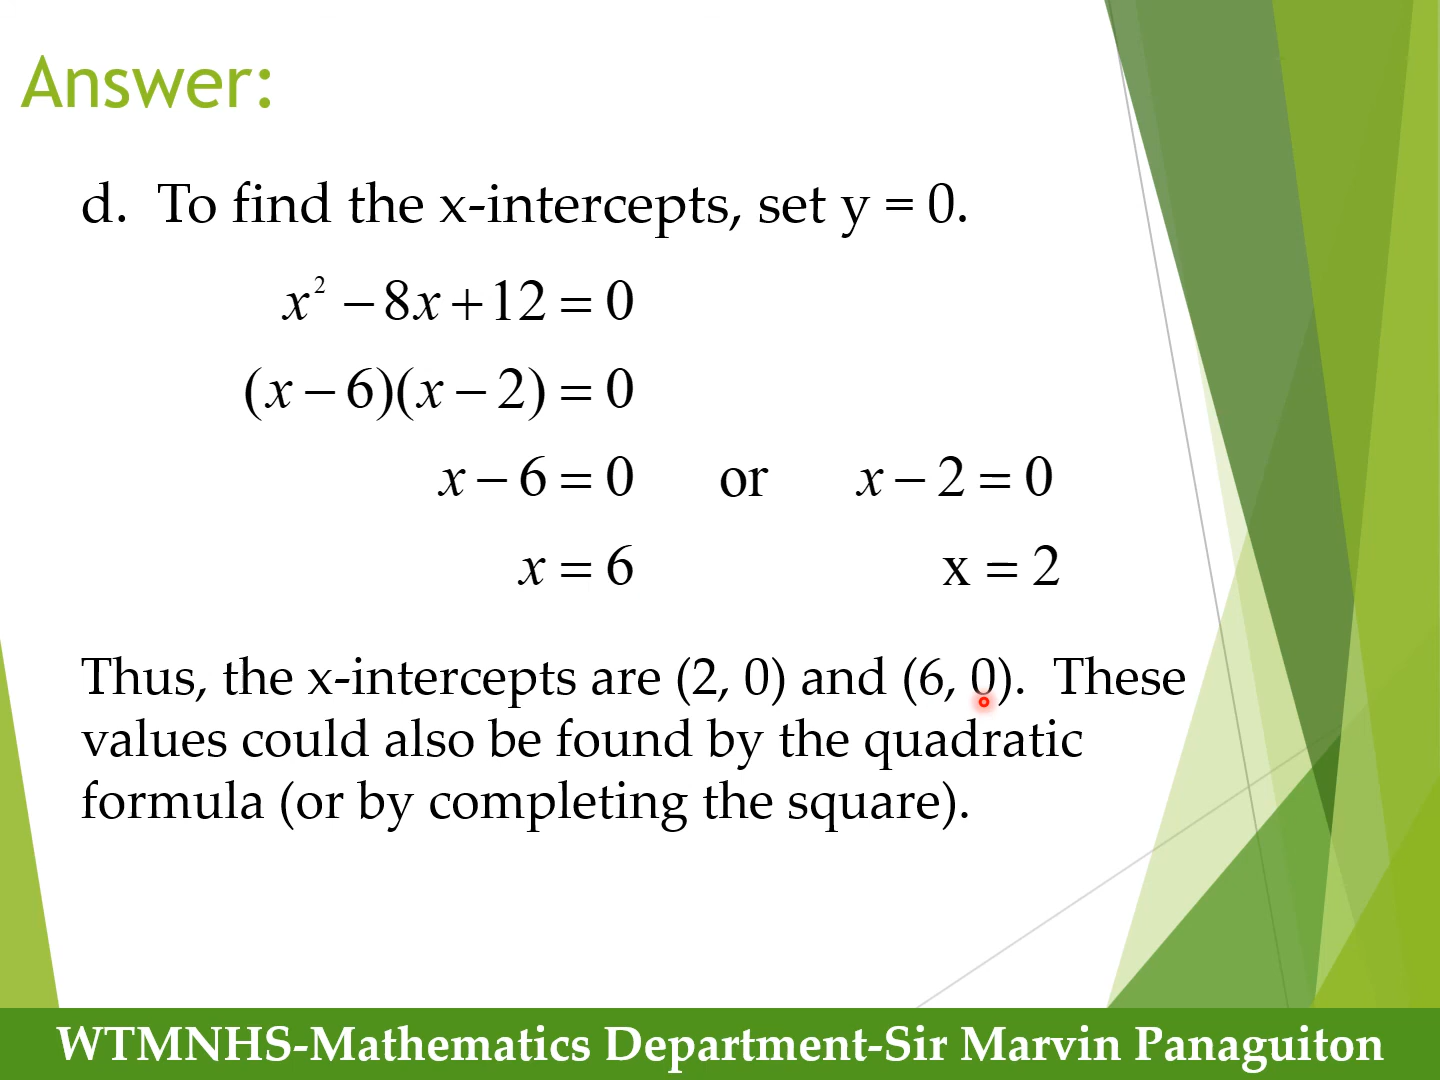 Answer:
d. To find the x-intercepts, set y = 0.
x² − 8x + 12 = 0
(x − 6)(x − 2) = 0
x − 6 = 0 or x − 2 = 0
x = 6 x = 2
Thus, the x-intercepts are (2, 0) and (6, 0). These
values could also be found by the quadratic
formula (or by completing the square).
WTMNHS-Mathematics Department-Sir Marvin Panaguiton